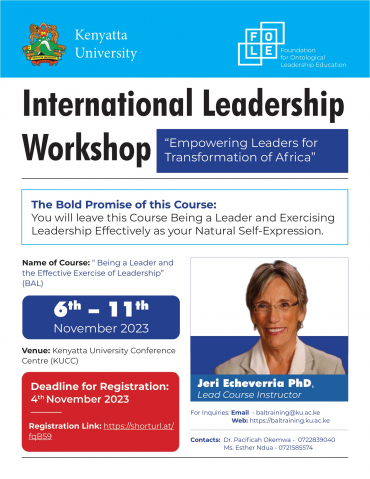 Kenyatta
University
FOLE
Foundation
for Ontological
Leadership Education
International Leadership
Workshop
“Empowering Leaders for
Transformation of Africa”
The Bold Promise of this Course:
You will leave this Course Being a Leader and Exercising
Leadership Effectively as your Natural Self-Expression.
Name of Course: “ Being a Leader and
the Effective Exercise of Leadership”
(BAL)
6th – 11th
November 2023
Venue: Kenyatta University Conference
Centre (KUCC)
Deadline for Registration:
4th November 2023
Registration Link: https://shorturl.at/
fqB59
Jeri Echeverria PhD,
Lead Course Instructor
For Inquiries: Email - baltraining@ku.ac.ke
Web: https://baltraining.ku.ac.ke
Contacts: Dr. Pacificah Okemwa - 0722839040
Ms. Esther Ndua - 0721585574